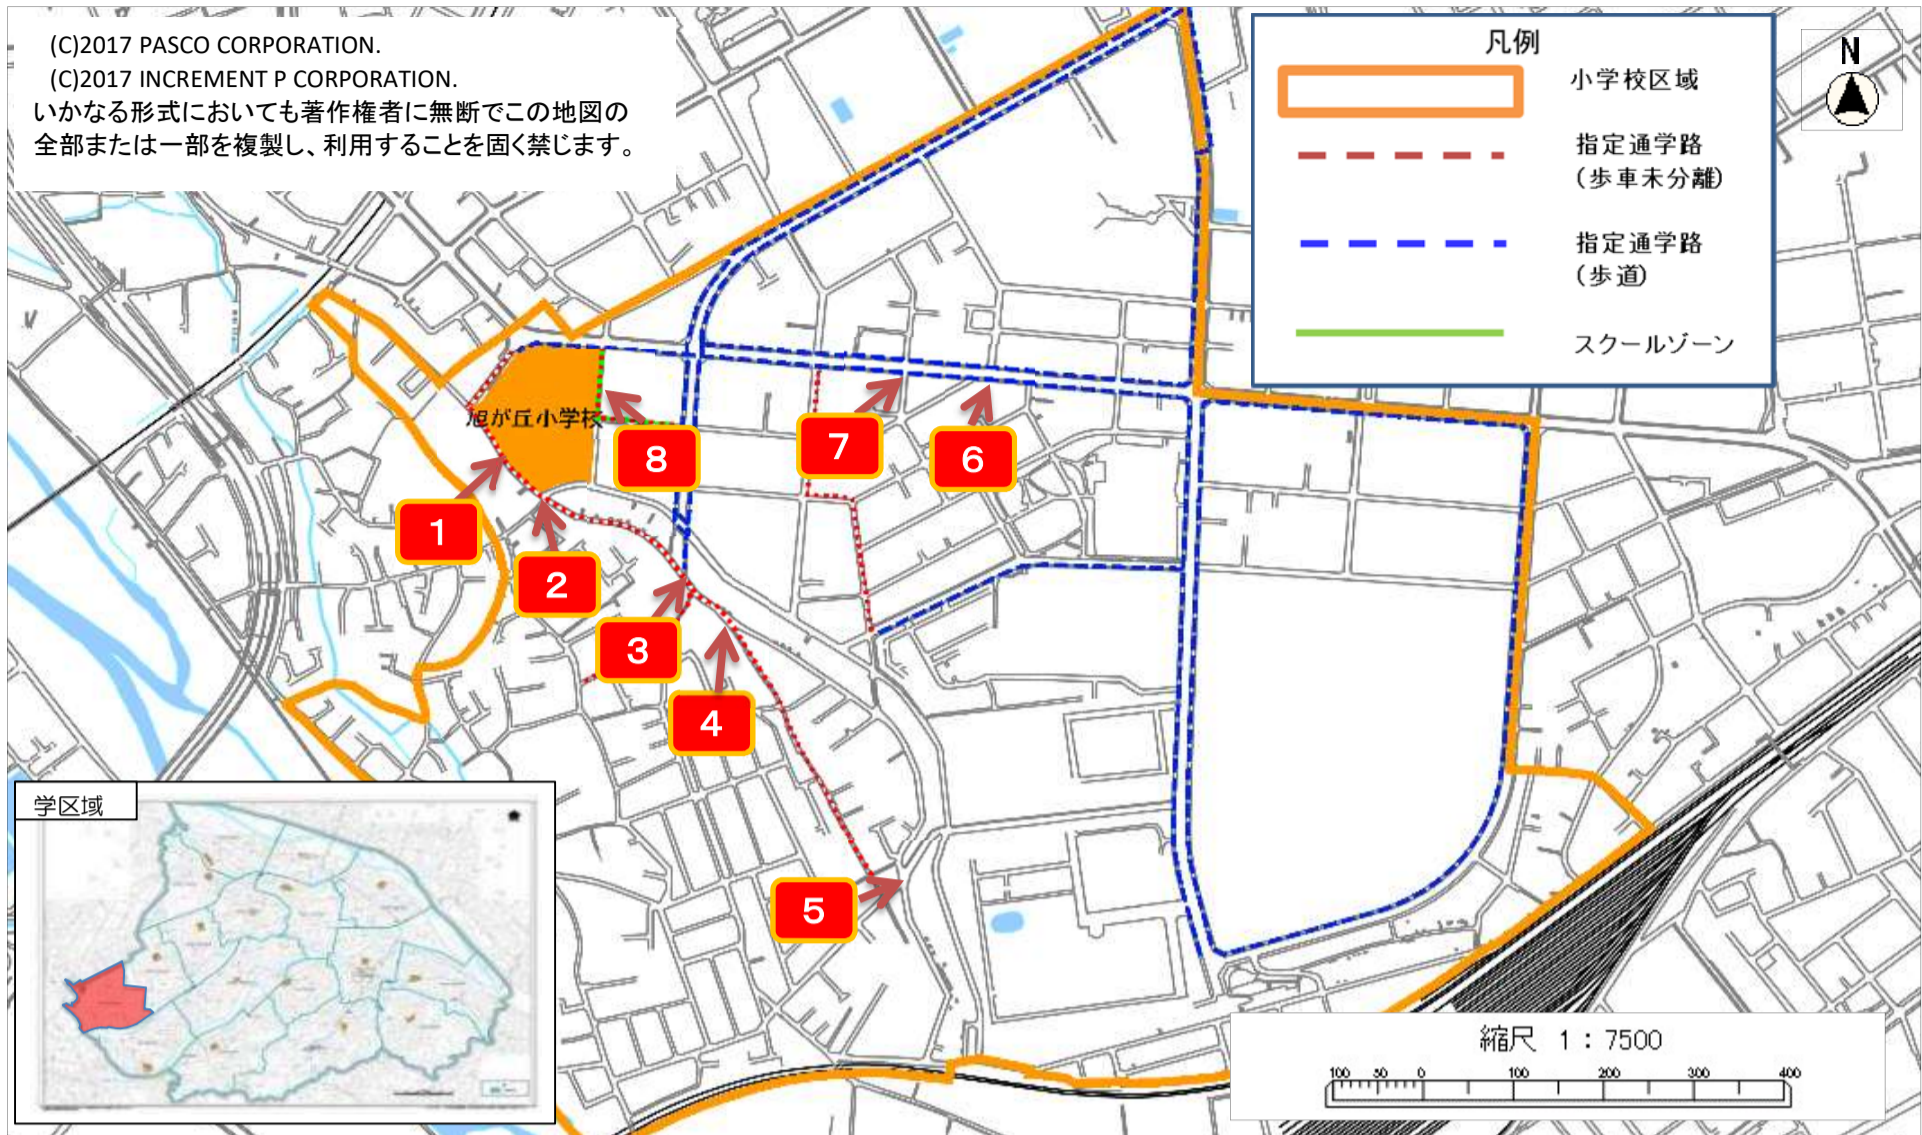 (C)2017 PASCO CORPORATION.
(C)2017 INCREMENT P CORPORATION.
いかなる形式においても著作権者に無断でこの地図の
全部または一部を複製し、利用することを固く禁じます。
凡例
小学校区域
指定通学路
(歩車未分離)
指定通学路
(歩道)
スクールゾーン
N
旭が丘小学校
1
2
3
4
5
6
7
8
学区域
縮尺 1 : 7500
100 50 0 100 200 300 400